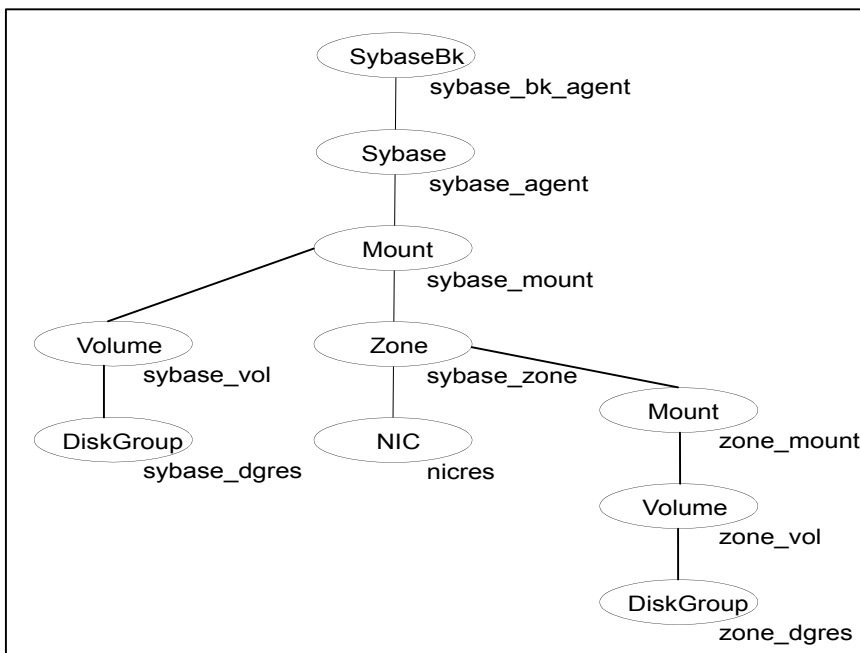 SybaseBk
sybase_bk_agent
Sybase
sybase_agent
Mount
sybase_mount
Volume
sybase_vol
Zone
sybase_zone
Mount
zone_mount
DiskGroup
sybase_dgres
NIC
nicres
Volume
zone_vol
DiskGroup
zone_dgres